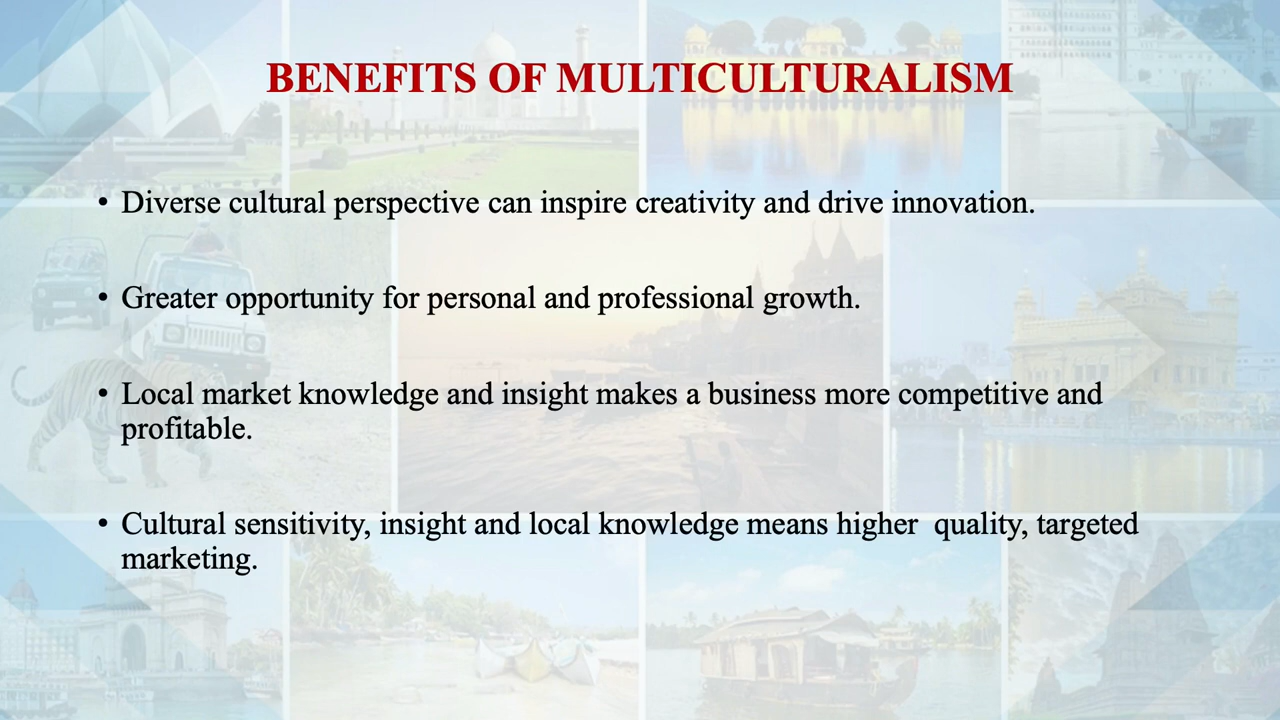 BENEFITS OF MULTICULTURALISM
• Diverse cultural perspective can inspire creativity and drive innovation.
• Greater opportunity for personal and professional growth.
• Local market knowledge and insight makes a business more competitive and
profitable.
• Cultural sensitivity, insight and local knowledge means higher  quality, targeted
marketing.